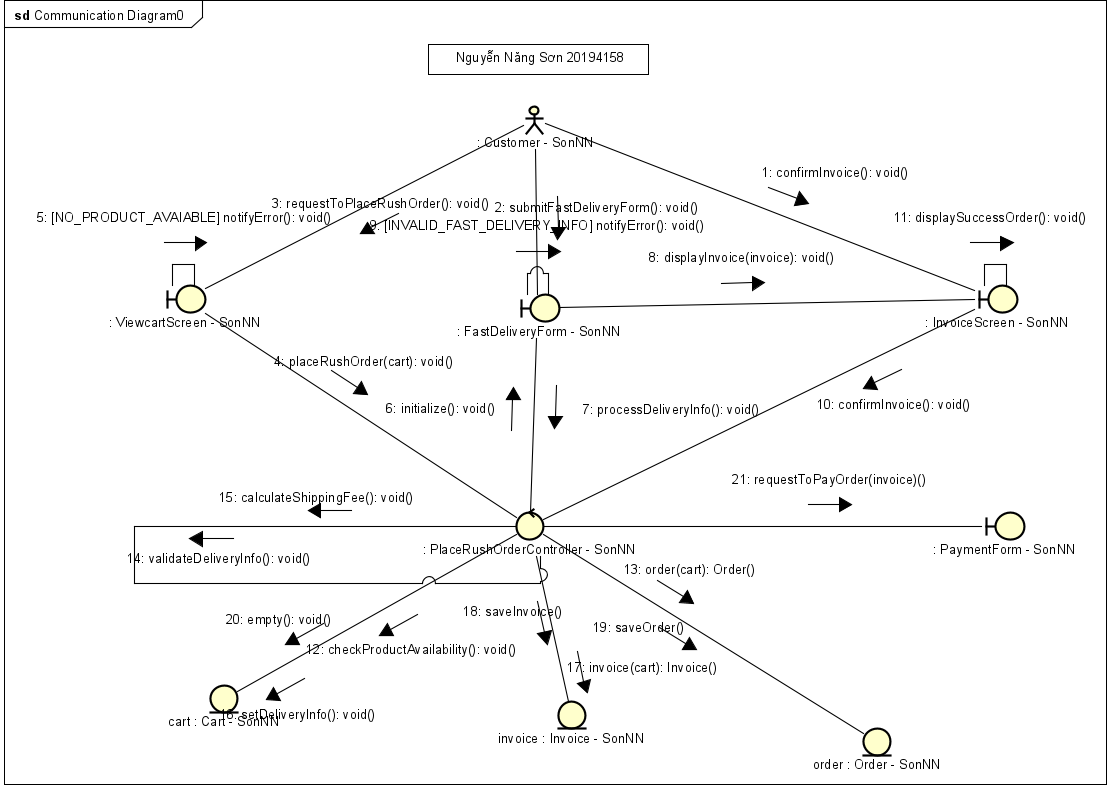 sd Communication Diagram0
Nguyễn Năng Sơn 20194158
: Customer - SonNN
1: confirmInvoice(): void()
3: requestToPlaceRushOrder(): void()
2: submitFastDeliveryForm(): void()
5: [NO_PRODUCT_AVAIABLE] notifyError(): void()
9: [INVALID_FAST_DELIVERY_INFO] notifyError(): void()
11: displaySuccessOrder(): void()
8: displayInvoice(invoice): void()
: ViewcartScreen - SonNN
: FastDeliveryForm - SonNN
: InvoiceScreen - SonNN
4: placeRushOrder(cart): void()
6: initialize(): void()
7: processDeliveryInfo(): void()
10: confirmInvoice(): void()
21: requestToPayOrder(invoice)()
15: calculateShippingFee(): void()
: PlaceRushOrderController - SonNN
: PaymentForm - SonNN
14: validateDeliveryInfo(): void()
13: order(cart): Order()
20: empty(): void()
18: saveInvoice()
19: saveOrder()
12: checkProductAvailability(): void()
17: invoice(cart): Invoice()
16: setDeliveryInfo(): void()
cart : Cart - SonNN
invoice : Invoice - SonNN
order : Order - SonNN